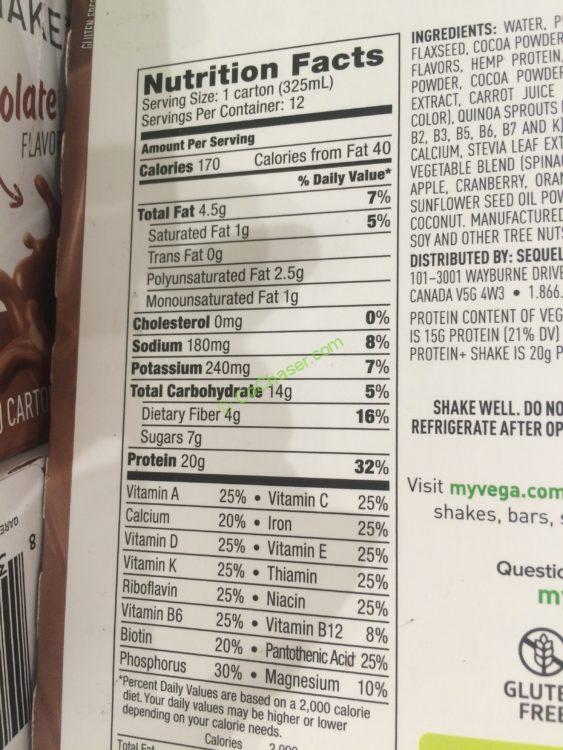 AKE
olate
FLAVO
CARTO
GLUTEN FREE
Nutrition Facts
Serving Size: 1 carton (325mL)
Servings Per Container: 12
Amount Per Serving
Calories 170 Calories from Fat 40
% Daily Value*
Total Fat 4.5g 7%
Saturated Fat 1g 5%
Trans Fat 0g
Polyunsaturated Fat 2.5g
Monounsaturated Fat 1g
Cholesterol 0mg 0%
Sodium 180mg 8%
Potassium 240mg 7%
Total Carbohydrate 14g 5%
Dietary Fiber 4g 16%
Sugars 7g
Protein 20g 32%
Vitamin A 25% • Vitamin C 25%
Calcium 20% • Iron 25%
Vitamin D 25% • Vitamin E 25%
Vitamin K 25% • Thiamin 25%
Riboflavin 25% • Niacin 25%
Vitamin B6 25% • Vitamin B12 8%
Biotin 20% • Pantothenic Acid 25%
Phosphorus 30% • Magnesium 10%
*Percent Daily Values are based on a 2,000 calorie
diet. Your daily values may be higher or lower
depending on your calorie needs.
Calories 2,000
Total Fat
INGREDIENTS: WATER, P
FLAXSEED, COCOA POWDER
FLAVORS, HEMP PROTEIN,
POWDER, COCOA POWDER
EXTRACT, CARROT JUICE
COLOR), QUINOA SPROUTS (
B2, B3, B5, B6, B7 AND K)
CALCIUM, STEVIA LEAF EXT
VEGETABLE BLEND (SPINA
APPLE, CRANBERRY, ORAN
SUNFLOWER SEED OIL POW
COCONUT. MANUFACTURED
SOY AND OTHER TREE NUTS
DISTRIBUTED BY: SEQUEL
101-3001 WAYBURNE DRIVE
CANADA V5G 4W3 • 1.866.
PROTEIN CONTENT OF VEG
IS 15G PROTEIN (21% DV)
PROTEIN+ SHAKE IS 20g P
SHAKE WELL. DO NO
REFRIGERATE AFTER OP
Visit myvega.com
shakes, bars, s
Questio
m
GLUTE
FREE
8